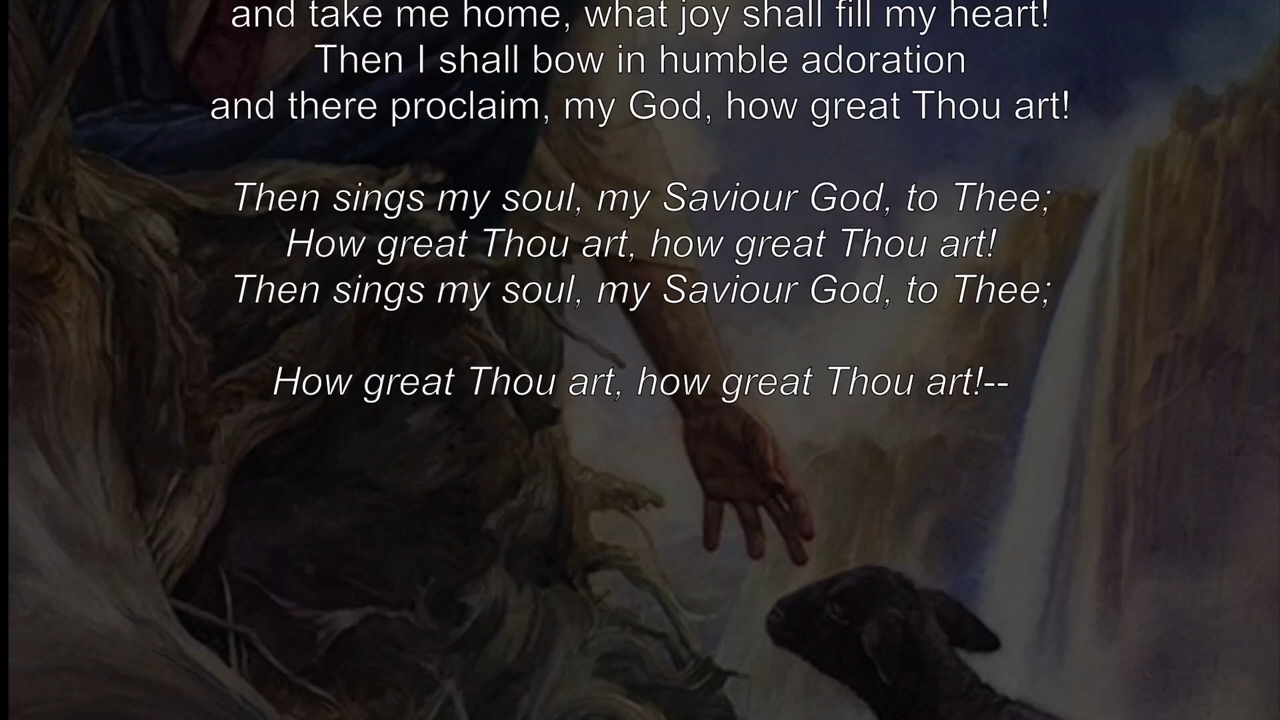 and take me home, what joy shall fill my heart!
Then I shall bow in humble adoration
and there proclaim, my God, how great Thou art!
Then sings my soul, my Saviour God, to Thee;
How great Thou art, how great Thou art!
Then sings my soul, my Saviour God, to Thee;
How great Thou art, how great Thou art!--